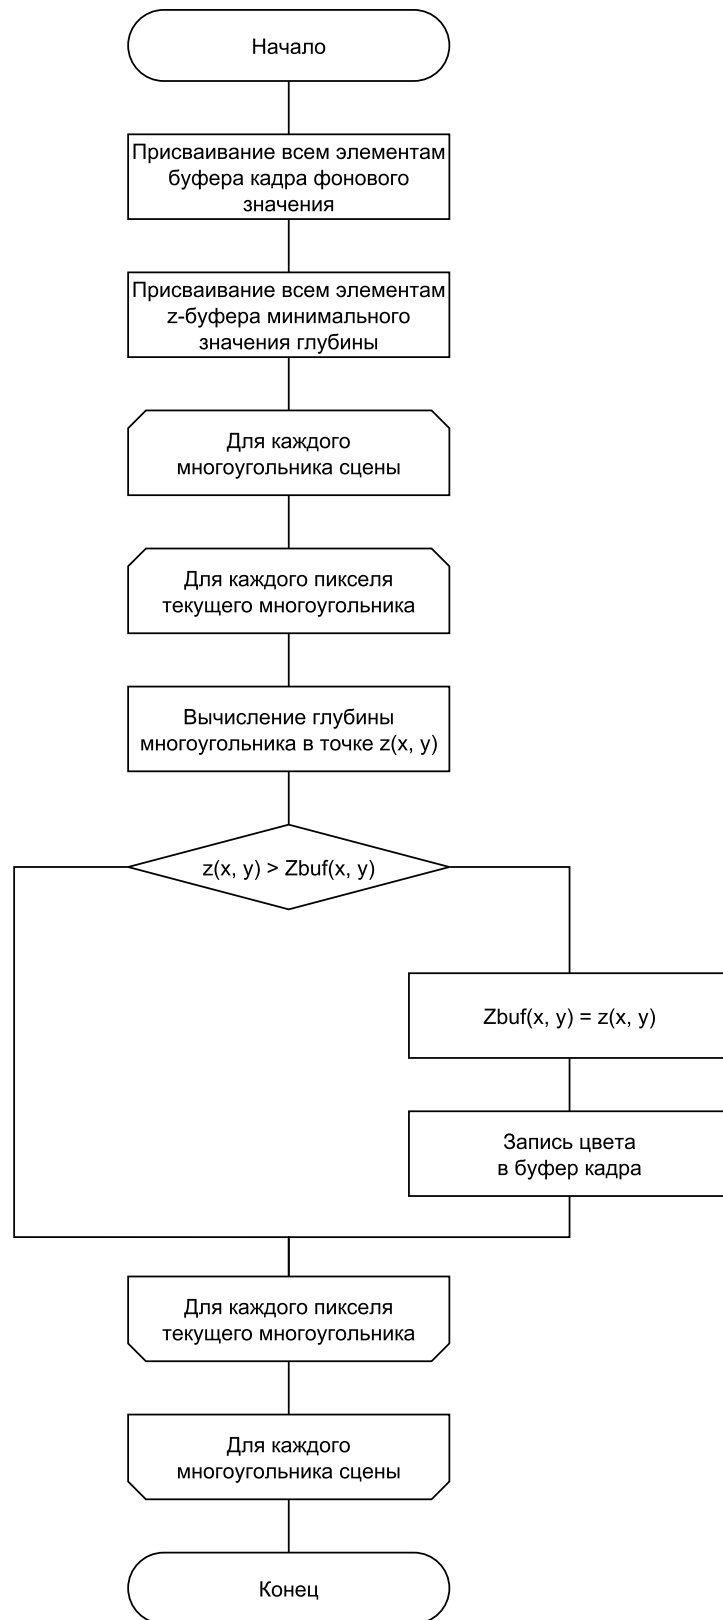 Начало
Присваивание всем элементам
буфера кадра фонового
значения
Присваивание всем элементам
z-буфера минимального
значения глубины
Для каждого
многоугольника сцены
Для каждого пикселя
текущего многоугольника
Вычисление глубины
многоугольника в точке z(x, y)
z(x, y) > Zbuf(x, y)
Zbuf(x, y) = z(x, y)
Запись цвета
в буфер кадра
Для каждого пикселя
текущего многоугольника
Для каждого
многоугольника сцены
Конец